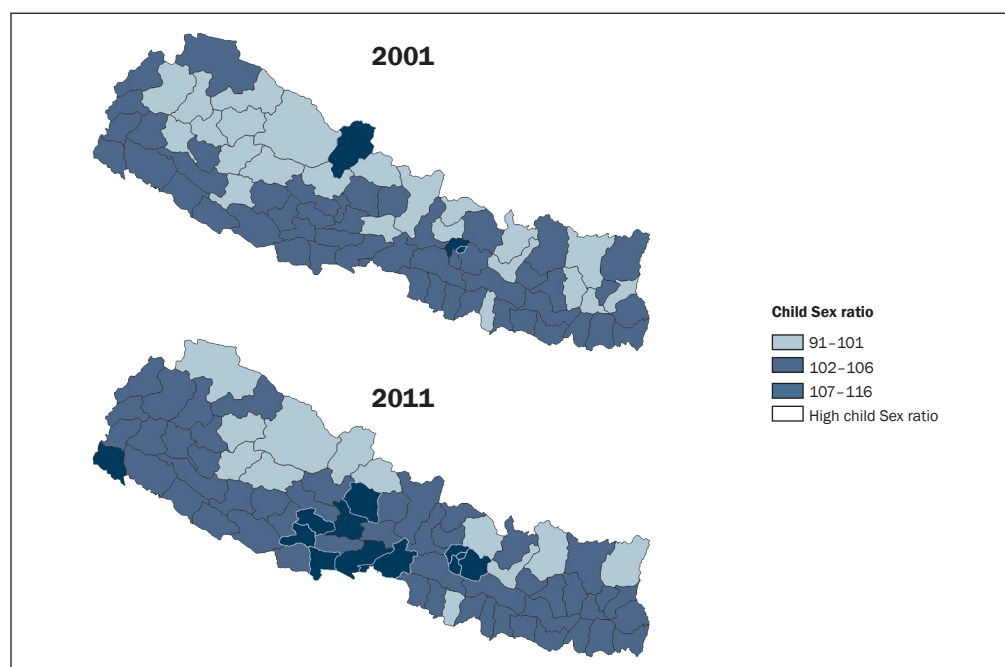 2001
Child Sex ratio
91–101
102–106
107–116
High child Sex ratio
2011